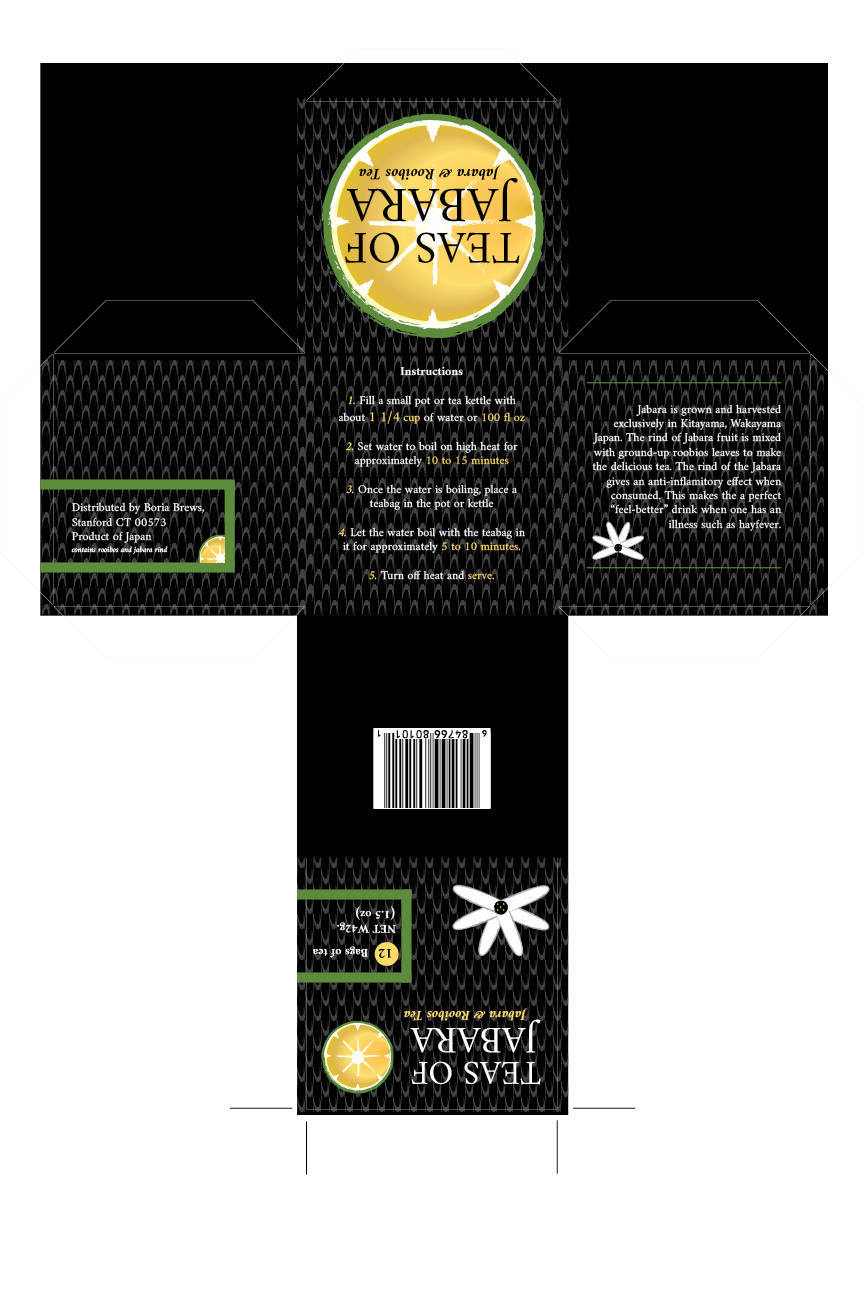 TEAS OF
JABARA
Jabara & Rooibos Tea
Instructions
1. Fill a small pot or tea kettle with
about 1 1/4 cup of water or 100 fl oz
2. Set water to boil on high heat for
approximately 10 to 15 minutes
3. Once the water is boiling, place a
teabag in the pot or kettle
4. Let the water boil with the teabag in
it for approximately 5 to 10 minutes.
5. Turn off heat and serve.
Distributed by Boria Brews,
Stanford CT 00573
Product of Japan
contains rooibos and jabara rind
Jabara is grown and harvested
exclusively in Kitayama, Wakayama
Japan. The rind of Jabara fruit is mixed
with ground-up roobios leaves to make
the delicious tea. The rind of the Jabara
gives an anti-inflamitory effect when
consumed. This makes the a perfect
“feel-better” drink when one has an
illness such as hayfever.
6 84766 80101 1
TEAS OF
JABARA
Jabara & Rooibos Tea
12 Bags of tea
NET W42g.
(1.5 oz)